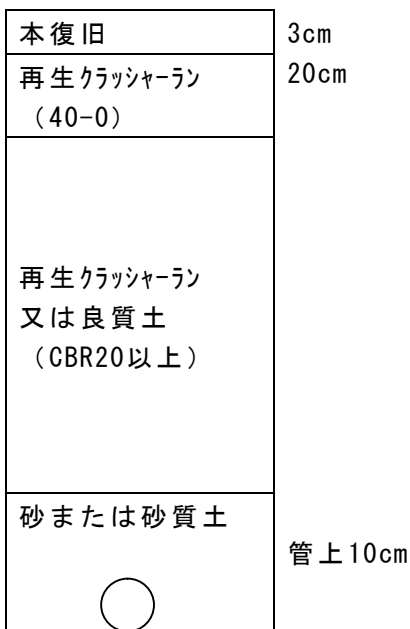 本復旧 3cm
再生ｸﾗｯｼｬｰﾗﾝ 20cm
（40-0）
再生ｸﾗｯｼｬｰﾗﾝ
又は良質土
（CBR20以上）
砂または砂質土
管上10cm